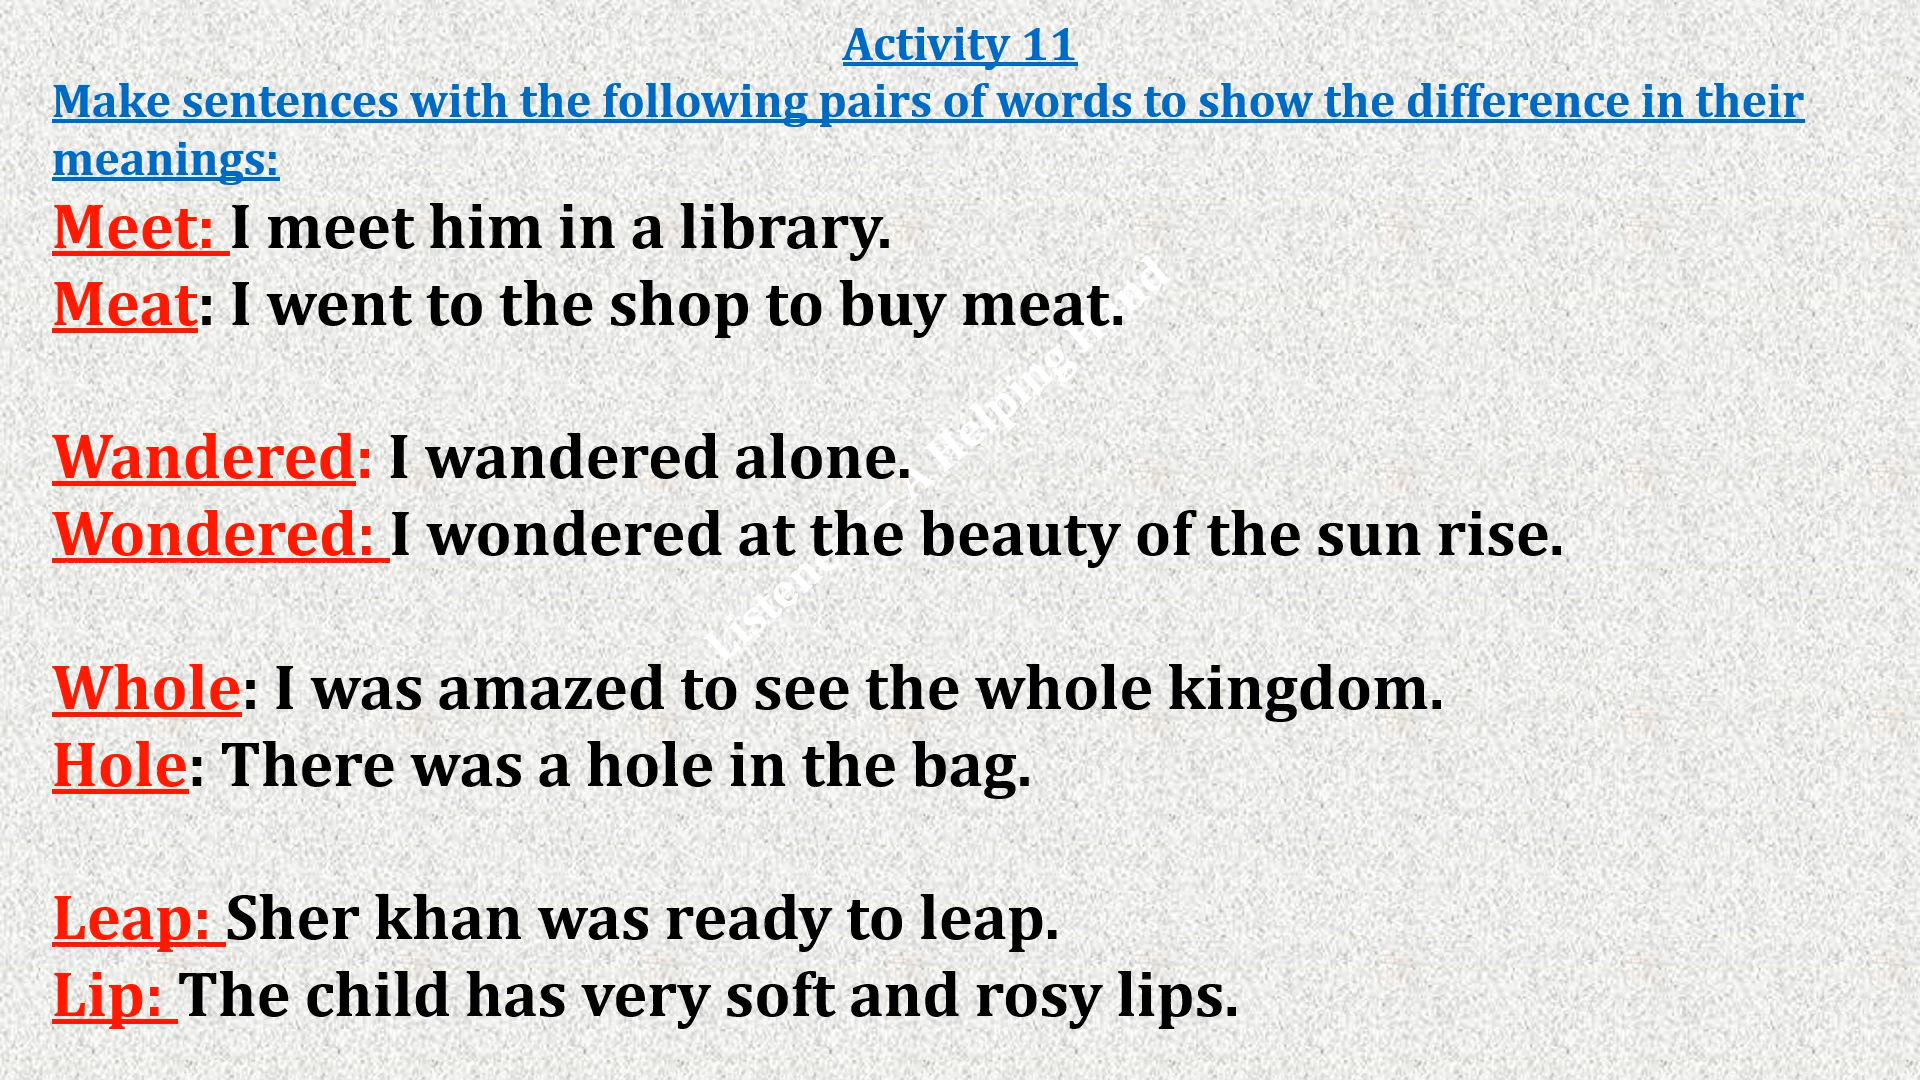 Activity 11
Make sentences with the following pairs of words to show the difference in their
meanings:
Meet: I meet him in a library.
Meat: I went to the shop to buy meat.
Wandered: I wandered alone.
Wondered: I wondered at the beauty of the sun rise.
Whole: I was amazed to see the whole kingdom.
Hole: There was a hole in the bag.
Leap: Sher khan was ready to leap.
Lip: The child has very soft and rosy lips.
A Helping